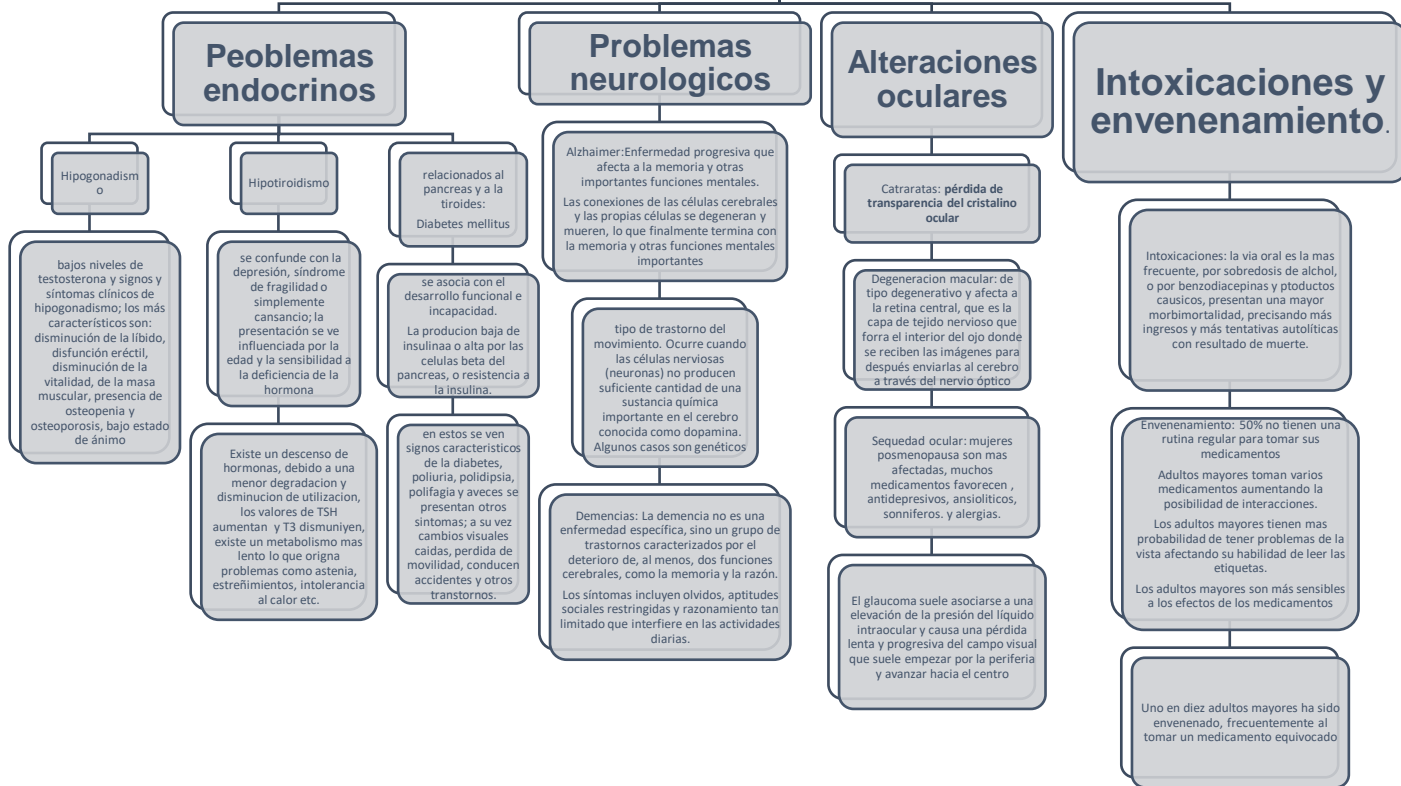 Peoblemas
endocrinos
Hipogonadism
o
bajos niveles de
testosterona y signos y
síntomas clínicos de
hipogonadismo; los más
característicos son:
disminución de la líbido,
disfunción eréctil,
disminución de la
vitalidad, de la masa
muscular, presencia de
osteopenia y
osteoporosis, bajo estado
de ánimo
Hipotiroidismo
se confunde con la
depresión, síndrome
de fragilidad o
simplemente
cansancio; la
presentación se ve
influenciada por la
edad y la sensibilidad a
la deficiencia de la
hormona
Existe un descenso de
hormonas, debido a una
menor degradacion y
disminucion de utilizacion,
los valores de TSH
aumentan y T3 dismuniyen,
existe un metabolismo mas
lento lo que origna
problemas como astenia,
estreñimientos, intolerancia
al calor etc.
relacionados al
pancreas y a la
tiroides:
Diabetes mellitus
se asocia con el
desarrollo funcional e
incapacidad.
La producion baja de
insulinaa o alta por las
celulas beta del
pancreas, o resistencia a
la insulina.
en estos se ven
signos caracteristicos
de la diabetes,
poliuria, polidipsia,
polifagia y aveces se
presentan otros
sintomas; a su vez
cambios visuales
caidas, perdida de
movilidad, conducen
accidentes y otros
transtornos.
Problemas
neurologicos
Alzhaimer:Enfermedad progresiva que
afecta a la memoria y otras
importantes funciones mentales.
Las conexiones de las células cerebrales
y las propias células se degeneran y
mueren, lo que finalmente termina con
la memoria y otras funciones mentales
importantes
tipo de trastorno del
movimiento. Ocurre cuando
las células nerviosas
(neuronas) no producen
suficiente cantidad de una
sustancia química
importante en el cerebro
conocida como dopamina.
Algunos casos son genéticos
Demencias: La demencia no es una
enfermedad específica, sino un grupo de
trastornos caracterizados por el
deterioro de, al menos, dos funciones
cerebrales, como la memoria y la razón.
Los síntomas incluyen olvidos, aptitudes
sociales restringidas y razonamiento tan
limitado que interfiere en las actividades
diarias.
Alteraciones
oculares
Catraratas: pérdida de
transparencia del cristalino
ocular
Degeneracion macular: de
tipo degenerativo y afecta a
la retina central, que es la
capa de tejido nervioso que
forra el interior del ojo donde
se reciben las imágenes para
después enviarlas al cerebro
a través del nervio óptico
Sequedad ocular: mujeres
posmenopausa son mas
afectadas, muchos
medicamentos favorecen ,
antidepresivos, ansioliticos,
sonniferos. y alergias.
El glaucoma suele asociarse a una
elevación de la presión del líquido
intraocular y causa una pérdida
lenta y progresiva del campo visual
que suele empezar por la periferia
y avanzar hacia el centro
Intoxicaciones y
envenenamiento.
Intoxicaciones: la via oral es la mas
frecuente, por sobredosis de alchol,
o por benzodiacepinas y ptoductos
causicos, presentan una mayor
morbimortalidad, precisando más
ingresos y más tentativas autolíticas
con resultado de muerte.
Envenenamiento: 50% no tienen una
rutina regular para tomar sus
medicamentos
Adultos mayores toman varios
medicamentos aumentando la
posibilidad de interacciones.
Los adultos mayores tienen mas
probabilidad de tener problemas de la
vista afectando su habilidad de leer las
etiquetas.
Los adultos mayores son más sensibles
a los efectos de los medicamentos
Uno en diez adultos mayores ha sido
envenenado, frecuentemente al
tomar un medicamento equivocado